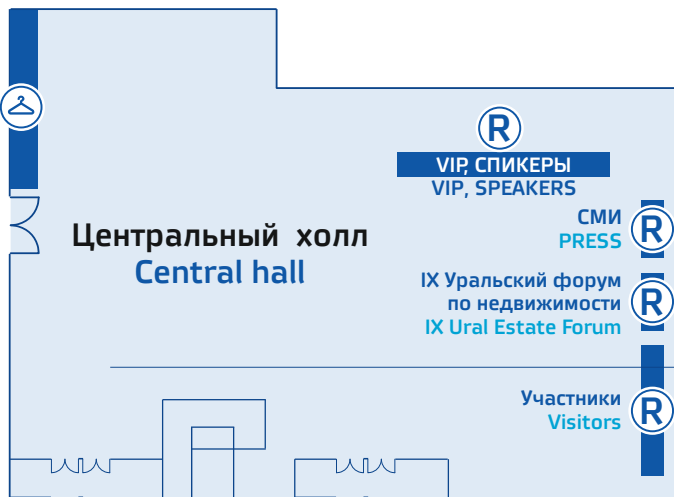 R
VIP, СПИКЕРЫ
VIP, SPEAKERS
СМИ
PRESS
R
Центральный холл
Central hall
IX Уральский форум
по недвижимости
IX Ural Estate Forum
R
Участники
Visitors
R